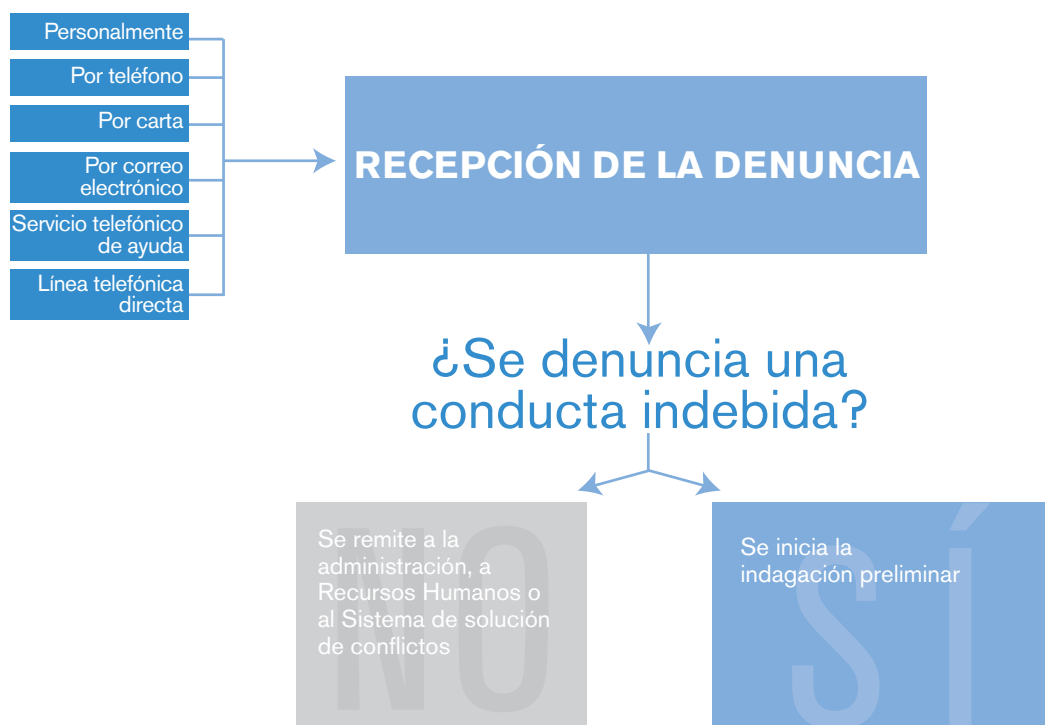 Personalmente
Por teléfono
Por carta
Por correo
electrónico
Servicio telefónico
de ayuda
Línea telefónica
directa
RECEPCIÓN DE LA DENUNCIA
¿Se denuncia una
conducta indebida?
NO
Se remite a la
administración, a
Recursos Humanos o
al Sistema de solución
de conflictos
SÍ
Se inicia la
indagación preliminar